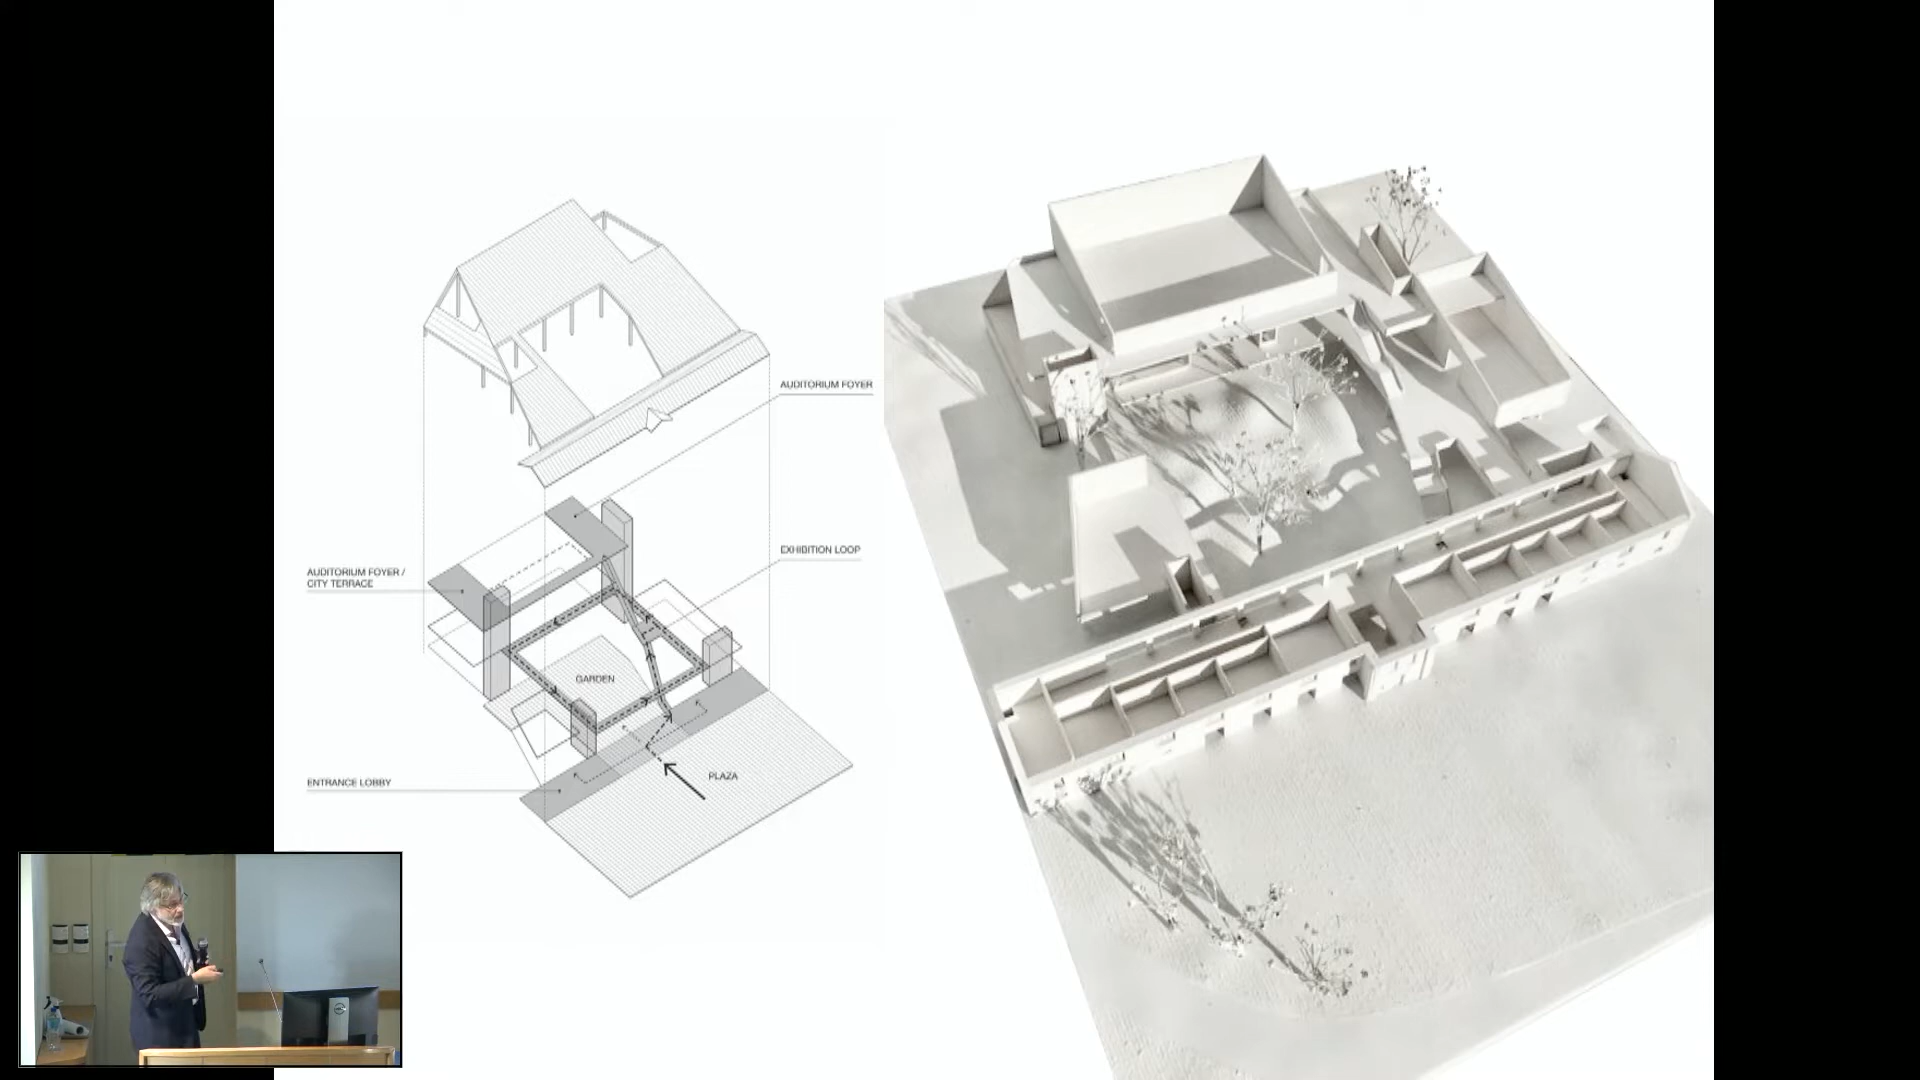 AUDITORIUM FOYER
EXHIBITION LOOP
AUDITORIUM FOYER /
CITY TERRACE
GARDEN
PLAZA
ENTRANCE LOBBY